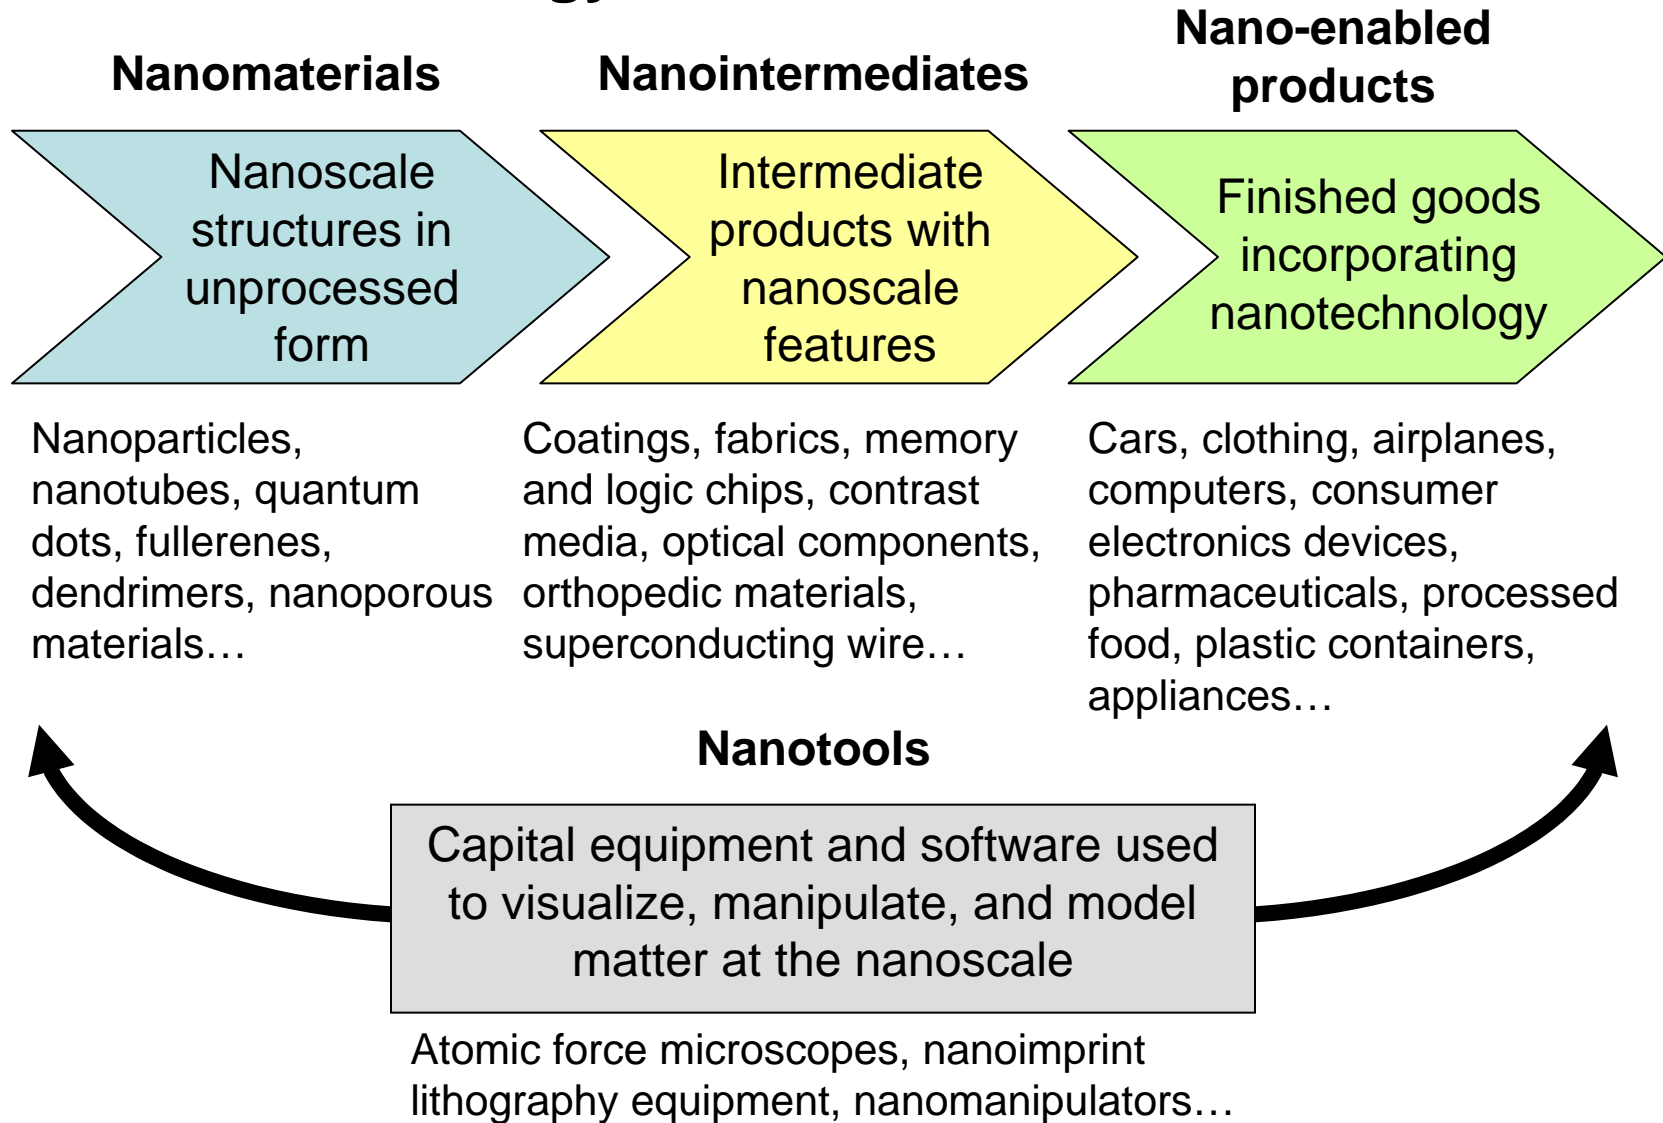 Nanomaterials
Nanointermediates
Nano-enabled
products
Nanoscale
structures in
unprocessed
form
Intermediate
products with
nanoscale
features
Finished goods
incorporating
nanotechnology
Nanoparticles,
nanotubes, quantum
dots, fullerenes,
dendrimers, nanoporous
materials…
Coatings, fabrics, memory
and logic chips, contrast
media, optical components,
orthopedic materials,
superconducting wire…
Cars, clothing, airplanes,
computers, consumer
electronics devices,
pharmaceuticals, processed
food, plastic containers,
appliances…
Nanotools
Capital equipment and software used
to visualize, manipulate, and model
matter at the nanoscale
Atomic force microscopes, nanoimprint
lithography equipment, nanomanipulators…